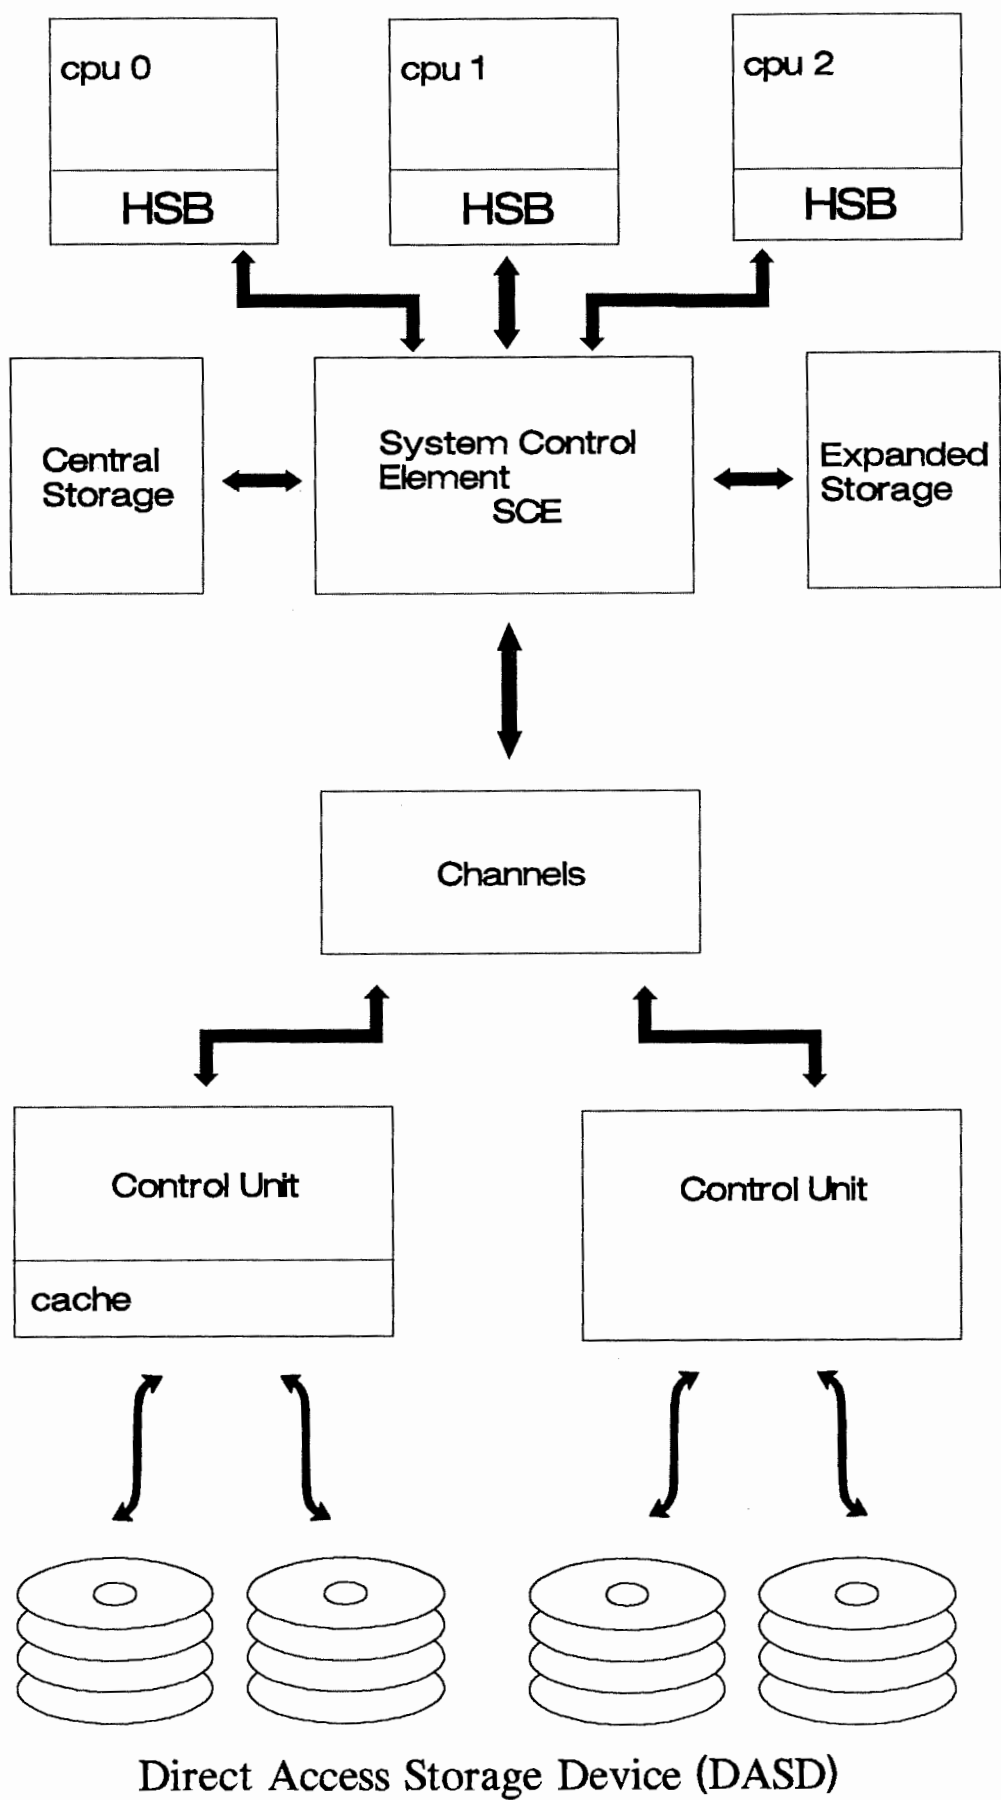 cpu 0
cpu 1
cpu 2
HSB
HSB
HSB
Central
Storage
System Control
Element
SCE
Expanded
Storage
Channels
Control Unit
cache
Control Unit
Direct Access Storage Device (DASD)